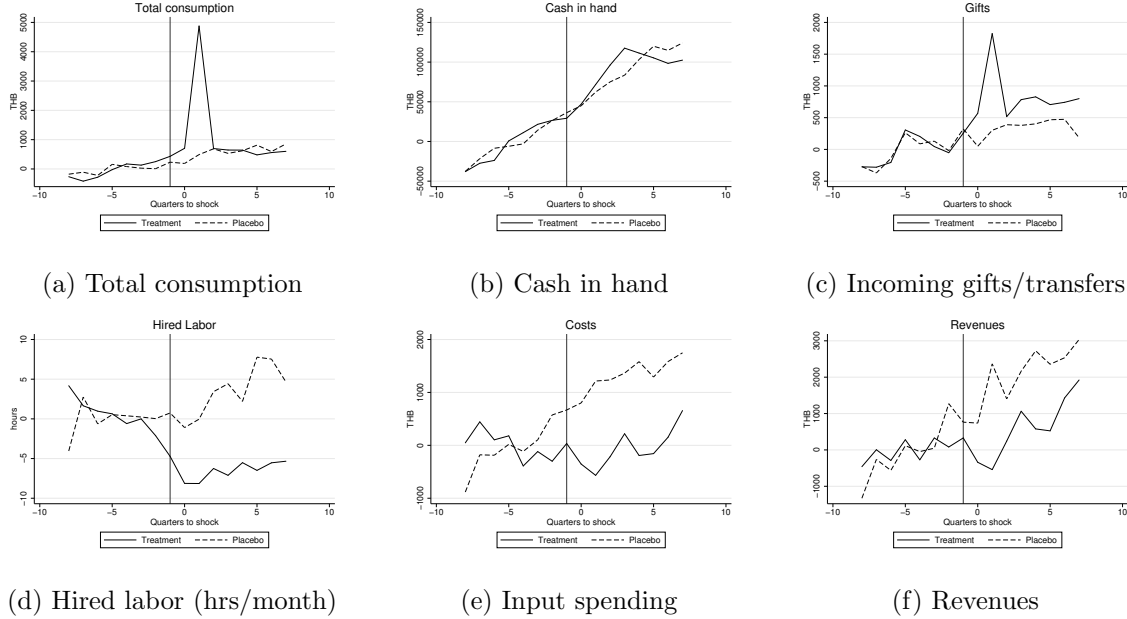 Total consumption
THB
−1000 0 1000 2000 3000 4000 5000
−10 −5 0 5 10
Quarters to shock
Treatment Placebo
(a) Total consumption
Cash in hand
THB
−50000 0 50000 100000 150000
−10 −5 0 5 10
Quarters to shock
Treatment Placebo
(b) Cash in hand
Gifts
THB
−500 0 500 1000 1500 2000
−10 −5 0 5 10
Quarters to shock
Treatment Placebo
(c) Incoming gifts/transfers
Hired Labor
hours
−10 −5 0 5 10
−10 −5 0 5 10
Quarters to shock
Treatment Placebo
(d) Hired labor (hrs/month)
Costs
THB
−1000 0 1000 2000
−10 −5 0 5 10
Quarters to shock
Treatment Placebo
(e) Input spending
Revenues
THB
−1000 0 1000 2000 3000
−10 −5 0 5 10
Quarters to shock
Treatment Placebo
(f) Revenues